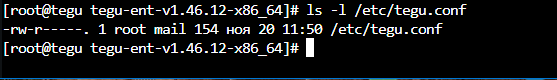 [root@tegu tegu-ent-v1.46.12-x86_64]# ls -l /etc/tegu.conf
-rw-r-----. 1 root mail 154 ноя 20 11:50 /etc/tegu.conf
[root@tegu tegu-ent-v1.46.12-x86_64]#